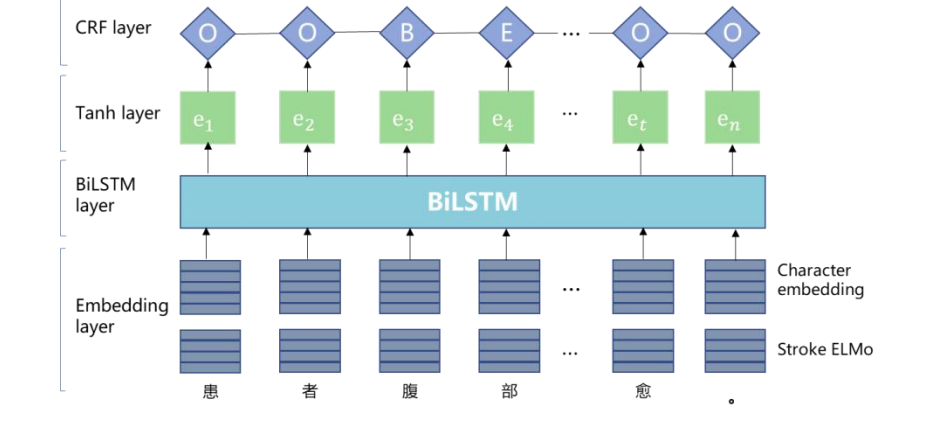 CRF layer O O B E ... O O
Tanh layer e₁ e₂ e₃ e₄ ... eₜ eₙ
BiLSTM
layer
BiLSTM
Embedding
layer
...
Character
embedding
...
Stroke ELMo
患 者 腹 部 愈 。